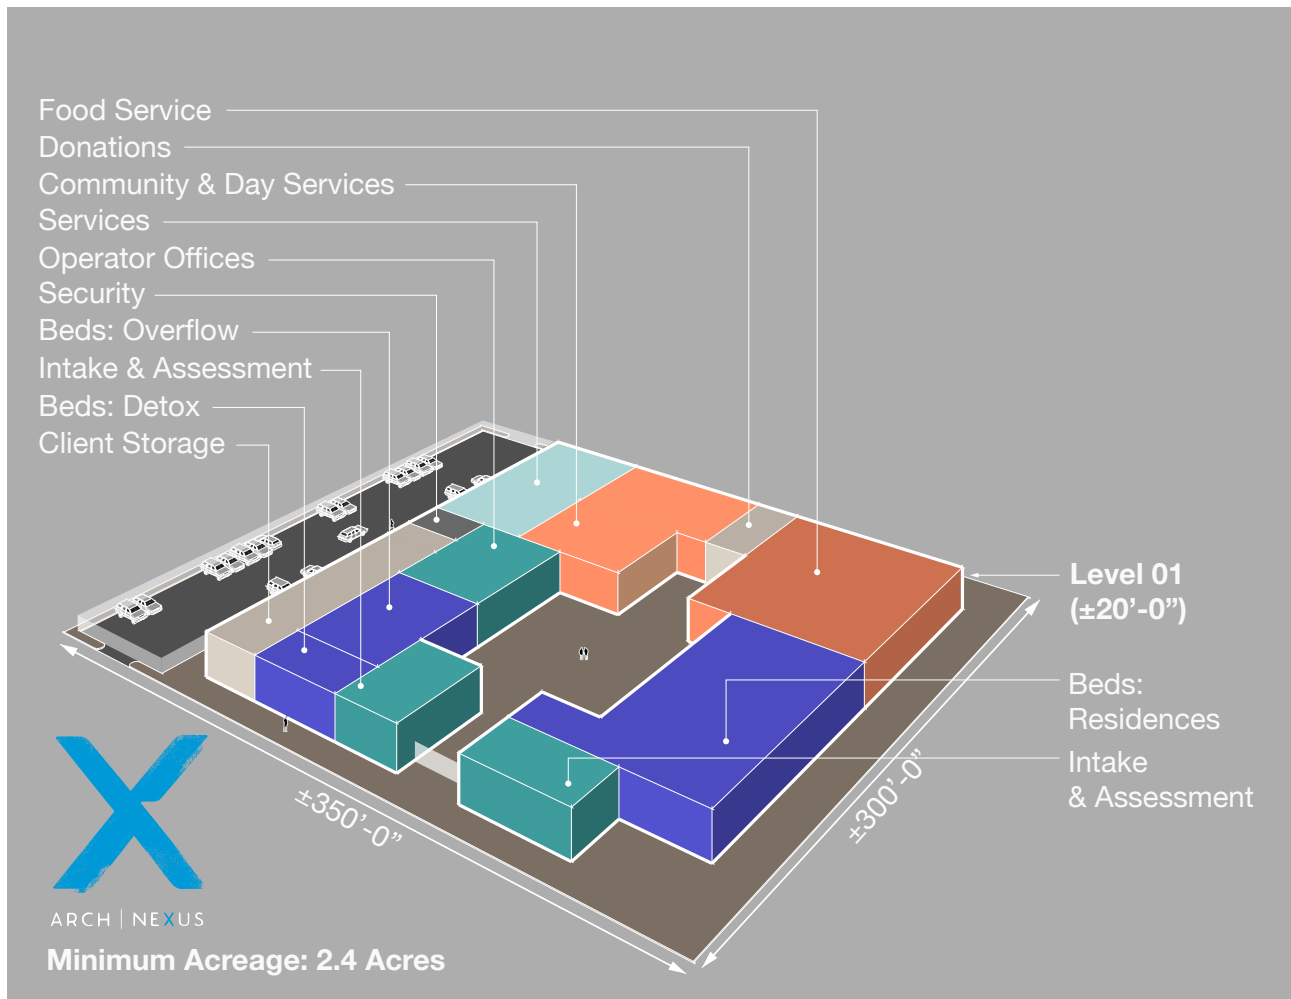 Food Service
Donations
Community & Day Services
Services
Operator Offices
Security
Beds: Overflow
Intake & Assessment
Beds: Detox
Client Storage
Level 01
(±20’-0”)
Beds:
Residences
Intake
& Assessment
±350’-0”
±300’-0”
ARCH | NEXUS
Minimum Acreage: 2.4 Acres